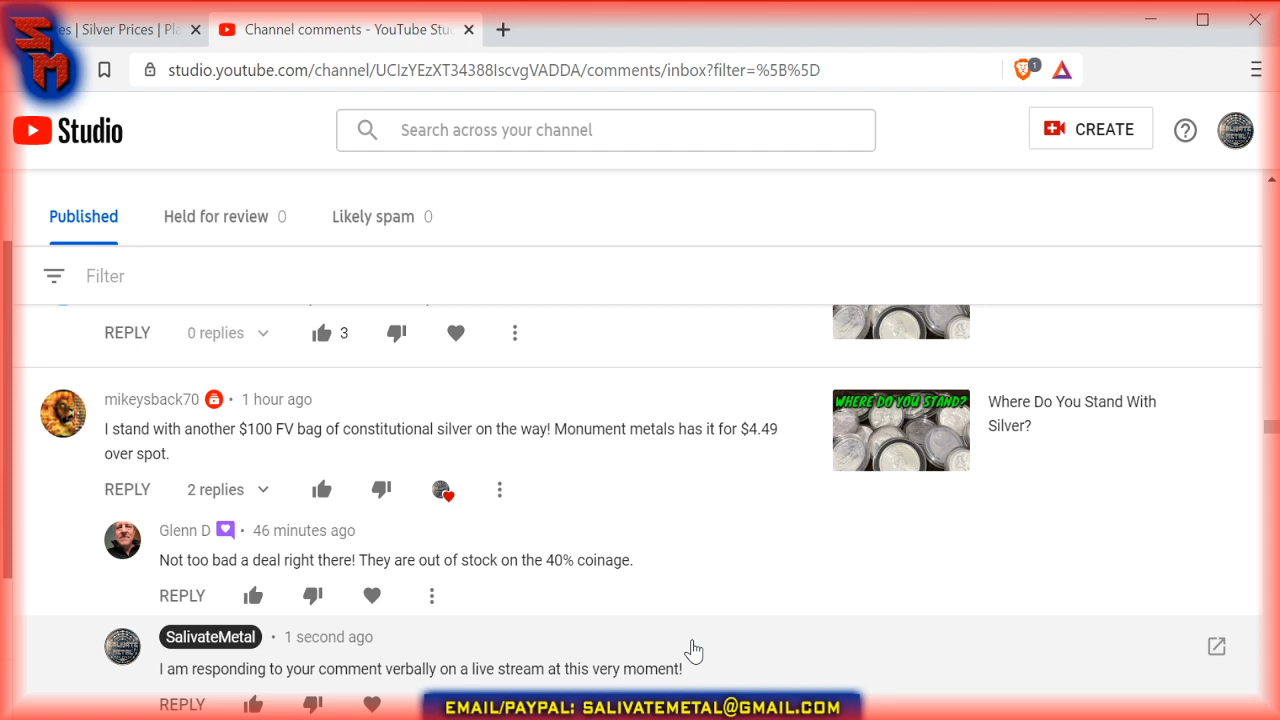 SM
es | Silver Prices | Pla
Channel comments - YouTube Stu
studio.youtube.com/channel/UCIzYEzXT34388IscvgVADDA/comments/inbox?filter=%5B%5D
1
Studio
Search across your channel
CREATE
Published
Held for review 0
Likely spam 0
Filter
REPLY 0 replies 3
mikeysback70 • 1 hour ago
I stand with another $100 FV bag of constitutional silver on the way! Monument metals has it for $4.49
over spot.
WHERE DO YOU STAND?
Where Do You Stand With
Silver?
REPLY 2 replies
Glenn D • 46 minutes ago
Not too bad a deal right there! They are out of stock on the 40% coinage.
REPLY
SalivateMetal • 1 second ago
I am responding to your comment verbally on a live stream at this very moment!
REPLY
EMAIL/PAYPAL: SALIVATEMETAL@GMAIL.COM